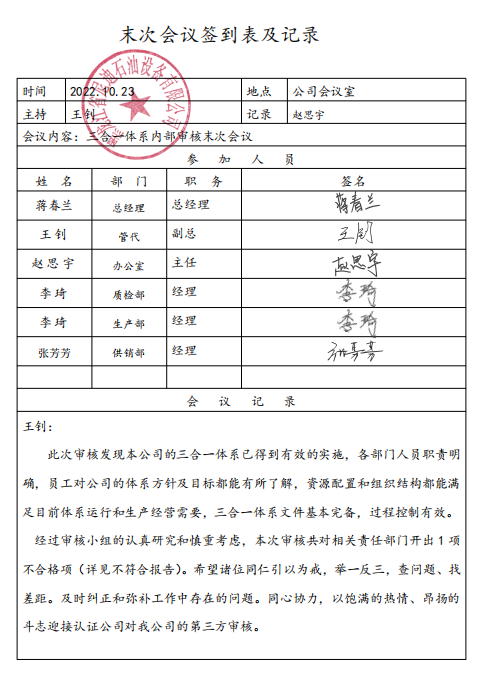 末次会议签到表及记录
时间 2022.10.23 地点 公司会议室
主持 王钊 记录 赵思宇
会议内容：三合一体系内部审核末次会议
参 加 人 员
姓 名 部 门 职 务 签名
蒋春兰 总经理 总经理 蒋春兰
王钊 管代 副总 王钊
赵思宇 办公室 主任 赵思宇
李琦 质检部 经理 李琦
李琦 生产部 经理 李琦
张芳芳 供销部 经理 张芳芳
会 议 记 录
王钊：
此次审核发现本公司的三合一体系已得到有效的实施，各部门人员职责明
确，员工对公司的体系方针及目标都能有所了解，资源配置和组织结构都能满
足目前体系运行和生产经营需要，三合一体系文件基本完备，过程控制有效。
经过审核小组的认真研究和慎重考虑，本次审核共对相关责任部门开出 1 项
不合格项（详见不符合报告）。希望诸位同仁引以为戒，举一反三，查问题、找
差距。及时纠正和弥补工作中存在的问题。同心协力，以饱满的热情、昂扬的
斗志迎接认证公司对我公司的第三方审核。